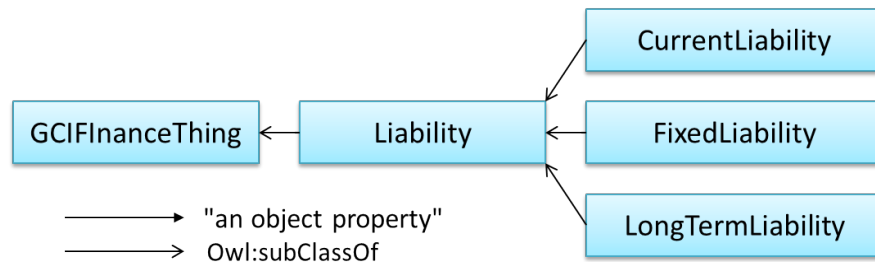 CurrentLiability
GCIFInanceThing
Liability
FixedLiability
LongTermLiability
"an object property"
Owl:subClassOf